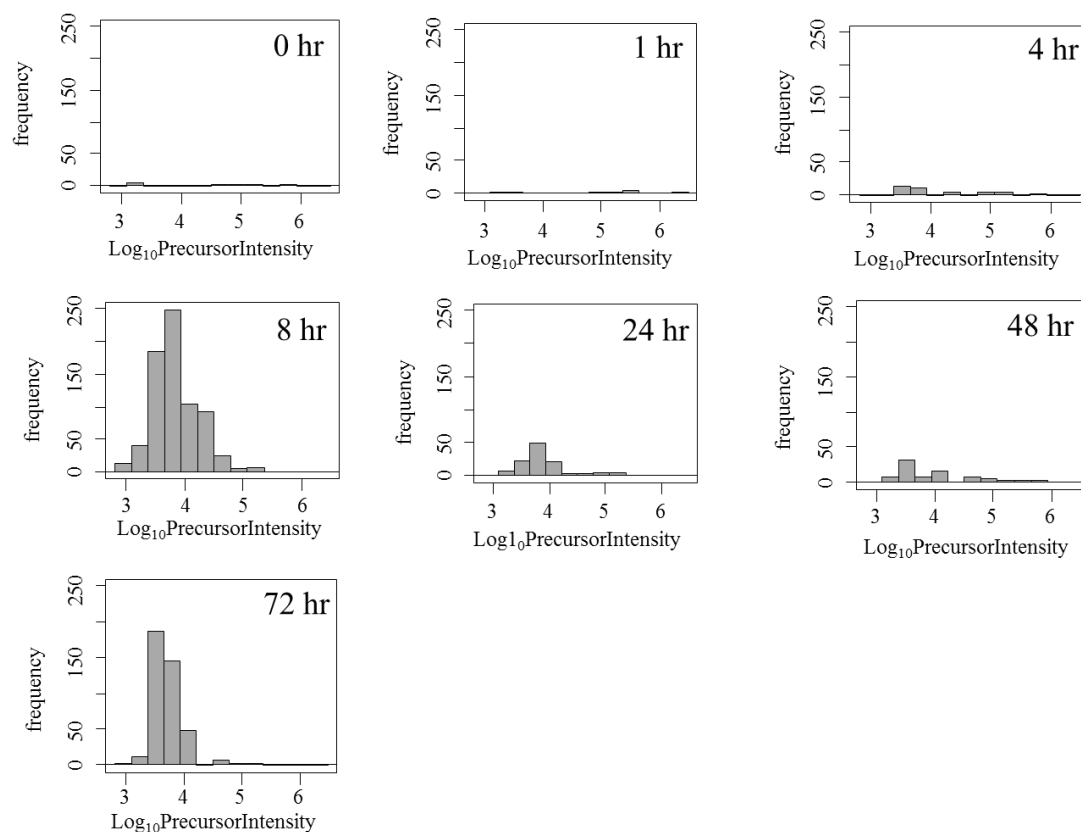 0 hr
frequency
0 50 150 250
3 4 5 6
Log₁₀PrecursorIntensity
1 hr
frequency
0 50 150 250
3 4 5 6
Log₁₀PrecursorIntensity
4 hr
frequency
0 50 150 250
3 4 5 6
Log₁₀PrecursorIntensity
8 hr
frequency
0 50 150 250
3 4 5 6
Log₁₀PrecursorIntensity
24 hr
frequency
0 50 150 250
3 4 5 6
Log1₀PrecursorIntensity
48 hr
frequency
0 50 150 250
3 4 5 6
Log₁₀PrecursorIntensity
72 hr
frequency
0 50 150 250
3 4 5 6
Log₁₀PrecursorIntensity